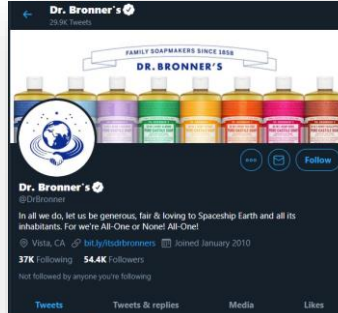 Dr. Bronner's
29.9K Tweets
FAMILY SOAPMAKERS SINCE 1858
DR. BRONNER'S
Follow
Dr. Bronner's
@DrBronner
In all we do, let us be generous, fair & loving to Spaceship Earth and all its
inhabitants. For we're All-One or None! All-One!
Vista, CA bit.ly/itsdrbronners Joined January 2010
37K Following 54.4K Followers
Not followed by anyone you're following
Tweets Tweets & replies Media Likes